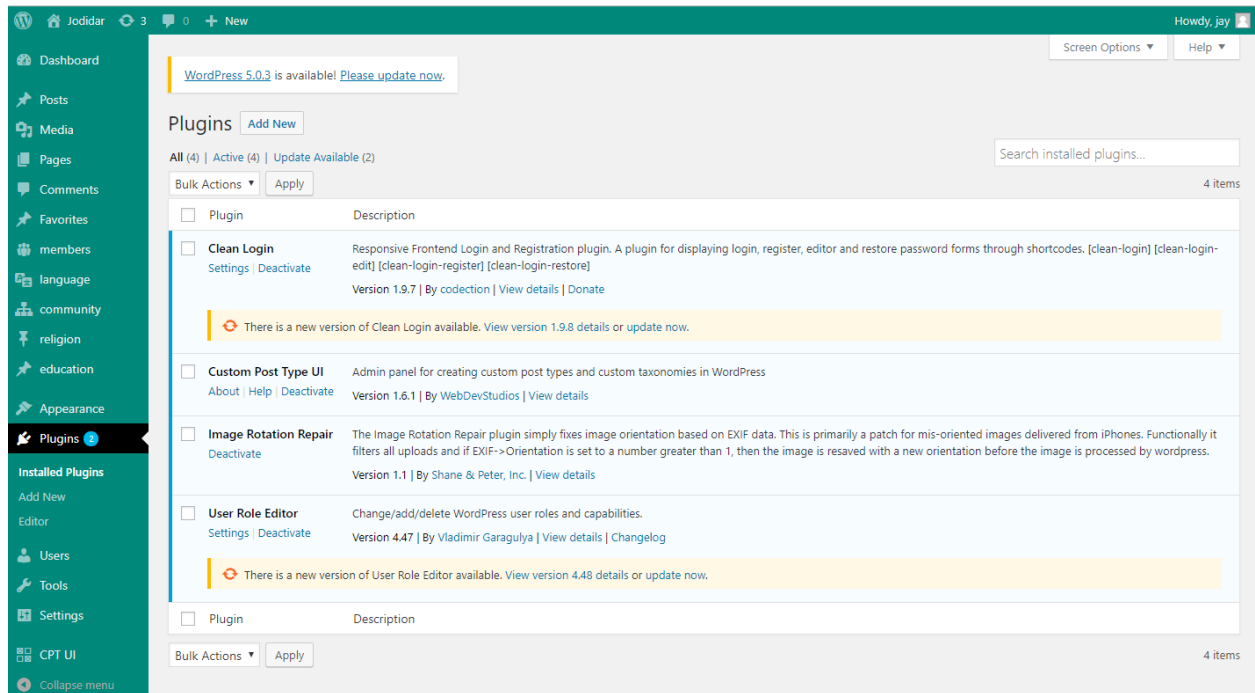 Jodidar 3 0 + New Howdy, jay
Screen Options ▼ Help ▼
Dashboard
Posts
Media
Pages
Comments
Favorites
members
language
community
religion
education
Appearance
Plugins 2
Installed Plugins
Add New
Editor
Users
Tools
Settings
CPT UI
Collapse menu
WordPress 5.0.3 is available! Please update now.
Plugins Add New
All (4) | Active (4) | Update Available (2)
Search installed plugins...
Bulk Actions ▼ Apply
4 items
Plugin Description
Clean Login
Settings | Deactivate
Responsive Frontend Login and Registration plugin. A plugin for displaying login, register, editor and restore password forms through shortcodes. [clean-login] [clean-login-
edit] [clean-login-register] [clean-login-restore]
Version 1.9.7 | By codection | View details | Donate
There is a new version of Clean Login available. View version 1.9.8 details or update now.
Custom Post Type UI
About | Help | Deactivate
Admin panel for creating custom post types and custom taxonomies in WordPress
Version 1.6.1 | By WebDevStudios | View details
Image Rotation Repair
Deactivate
The Image Rotation Repair plugin simply fixes image orientation based on EXIF data. This is primarily a patch for mis-oriented images delivered from iPhones. Functionally it
filters all uploads and if EXIF->Orientation is set to a number greater than 1, then the image is resaved with a new orientation before the image is processed by wordpress.
Version 1.1 | By Shane & Peter, Inc. | View details
User Role Editor
Settings | Deactivate
Change/add/delete WordPress user roles and capabilities.
Version 4.47 | By Vladimir Garagulya | View details | Changelog
There is a new version of User Role Editor available. View version 4.48 details or update now.
Plugin Description
Bulk Actions ▼ Apply
4 items